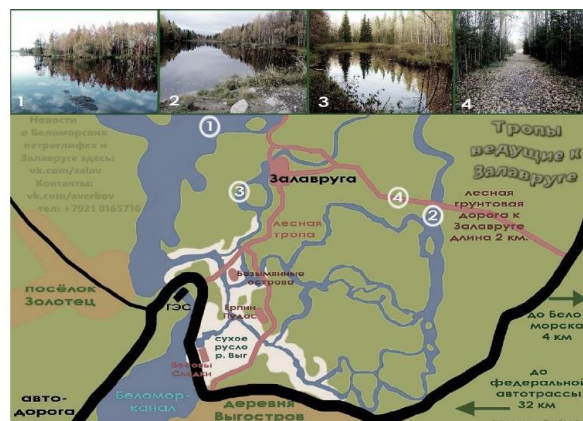 1
2
3
4
Новости
о Беломорских
петроглифах и
Залавруге здесь:
vk.com/zalav
Контакты:
vk.com/averbov
тел: +7921 0165716
Тропы
ведущие к
Залавруге
1
Залавруга
3
4
2
лесная
грунтовая
дорога к
Залавруге
длина 2 км.
лесная
тропа
посёлок
Золотец
ГЭС
Безымянные
острова
Ерпин
Пудас
сухое
русло
р. Выг
Бесовы
Следки
до Бело
морска
4 км
до
федеральной
автотрассы
32 км
авто-
дорога
Беломор-
канал
деревня
Выгостров